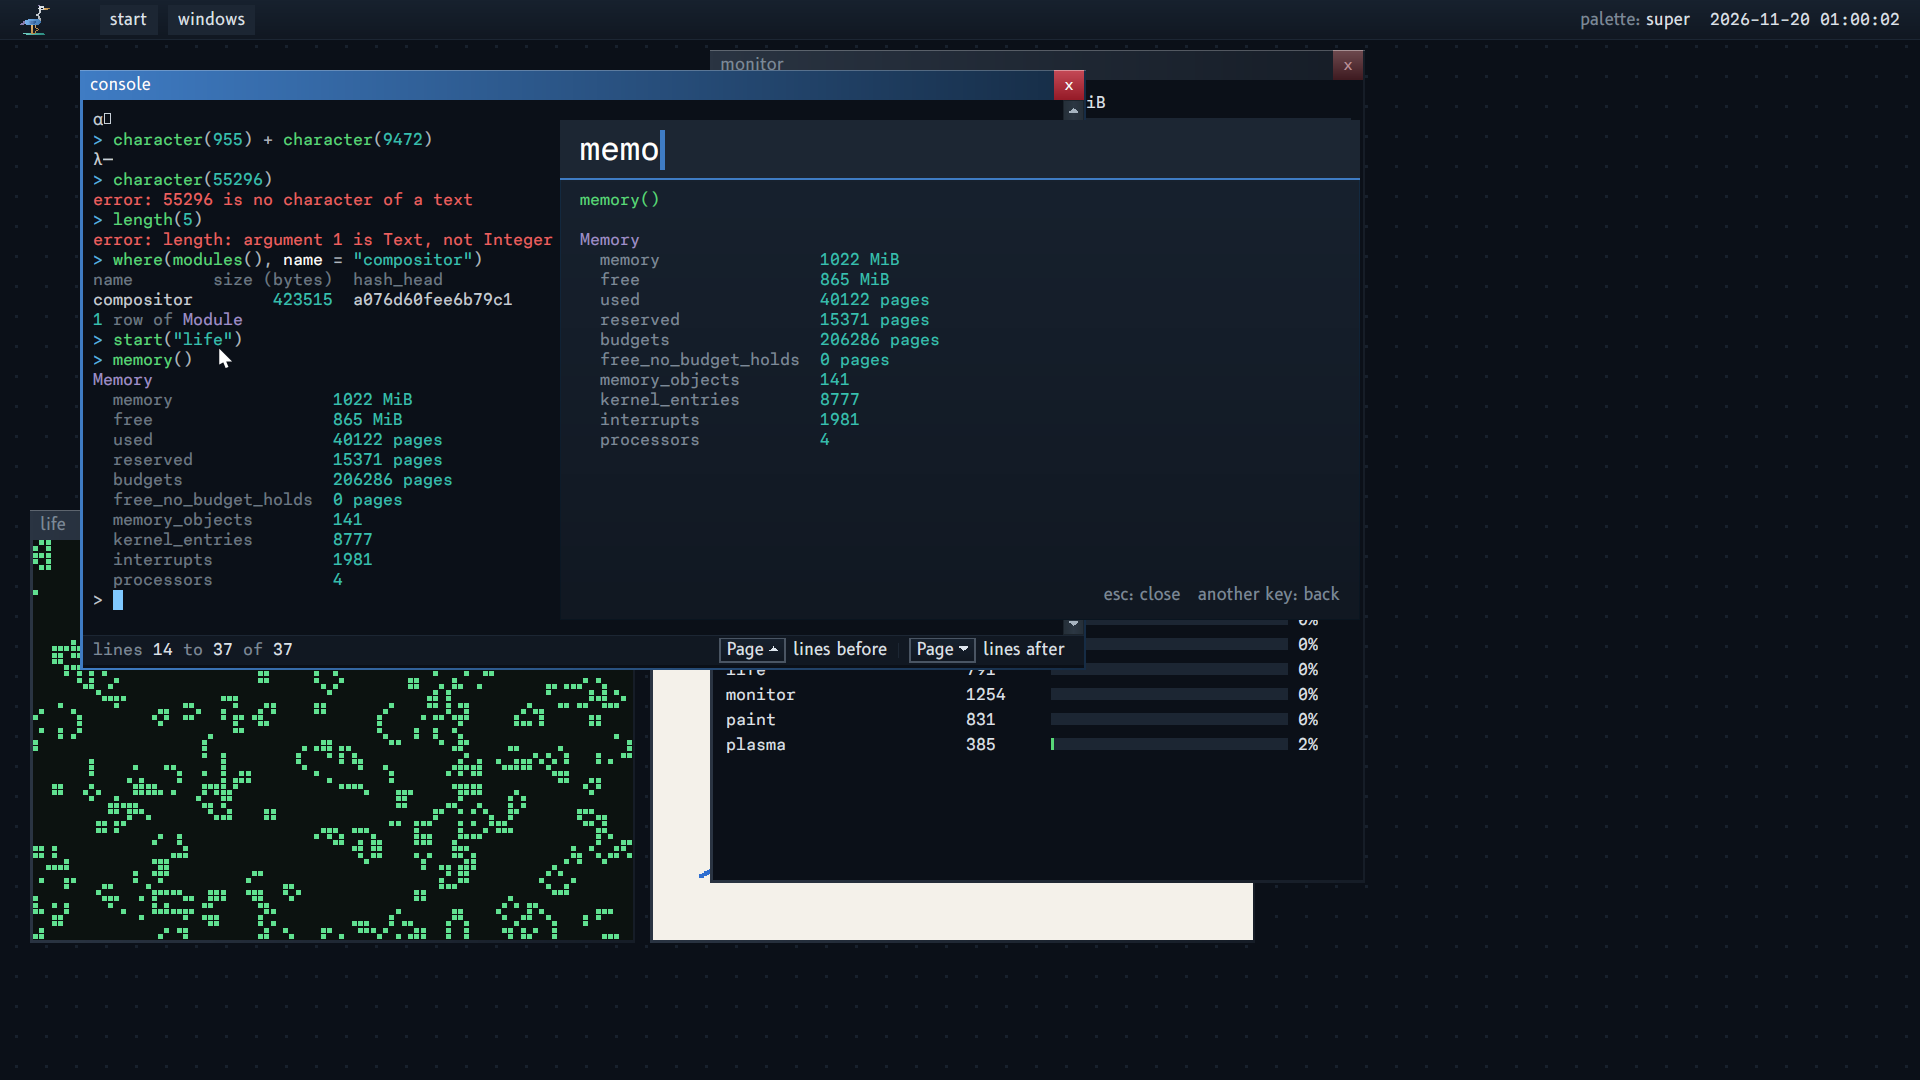 start windows palette: super 2026-11-20 01:00:02
monitor x
iB
console x
α
> character(955) + character(9472)
λ─
> character(55296)
error: 55296 is no character of a text
> length(5)
error: length: argument 1 is Text, not Integer
> where(modules(), name = "compositor")
name size (bytes) hash_head
compositor 423515 a076d60fee6b79c1
1 row of Module
> start("life")
> memory()
Memory
memory 1022 MiB
free 865 MiB
used 40122 pages
reserved 15371 pages
budgets 206286 pages
free_no_budget_holds 0 pages
memory_objects 141
kernel_entries 8777
interrupts 1981
processors 4
>
lines 14 to 37 of 37 Page lines before Page lines after
memo
memory()
Memory
memory 1022 MiB
free 865 MiB
used 40122 pages
reserved 15371 pages
budgets 206286 pages
free_no_budget_holds 0 pages
memory_objects 141
kernel_entries 8777
interrupts 1981
processors 4
esc: close another key: back
0%
0%
life 791 0%
monitor 1254 0%
paint 831 0%
plasma 385 2%
life